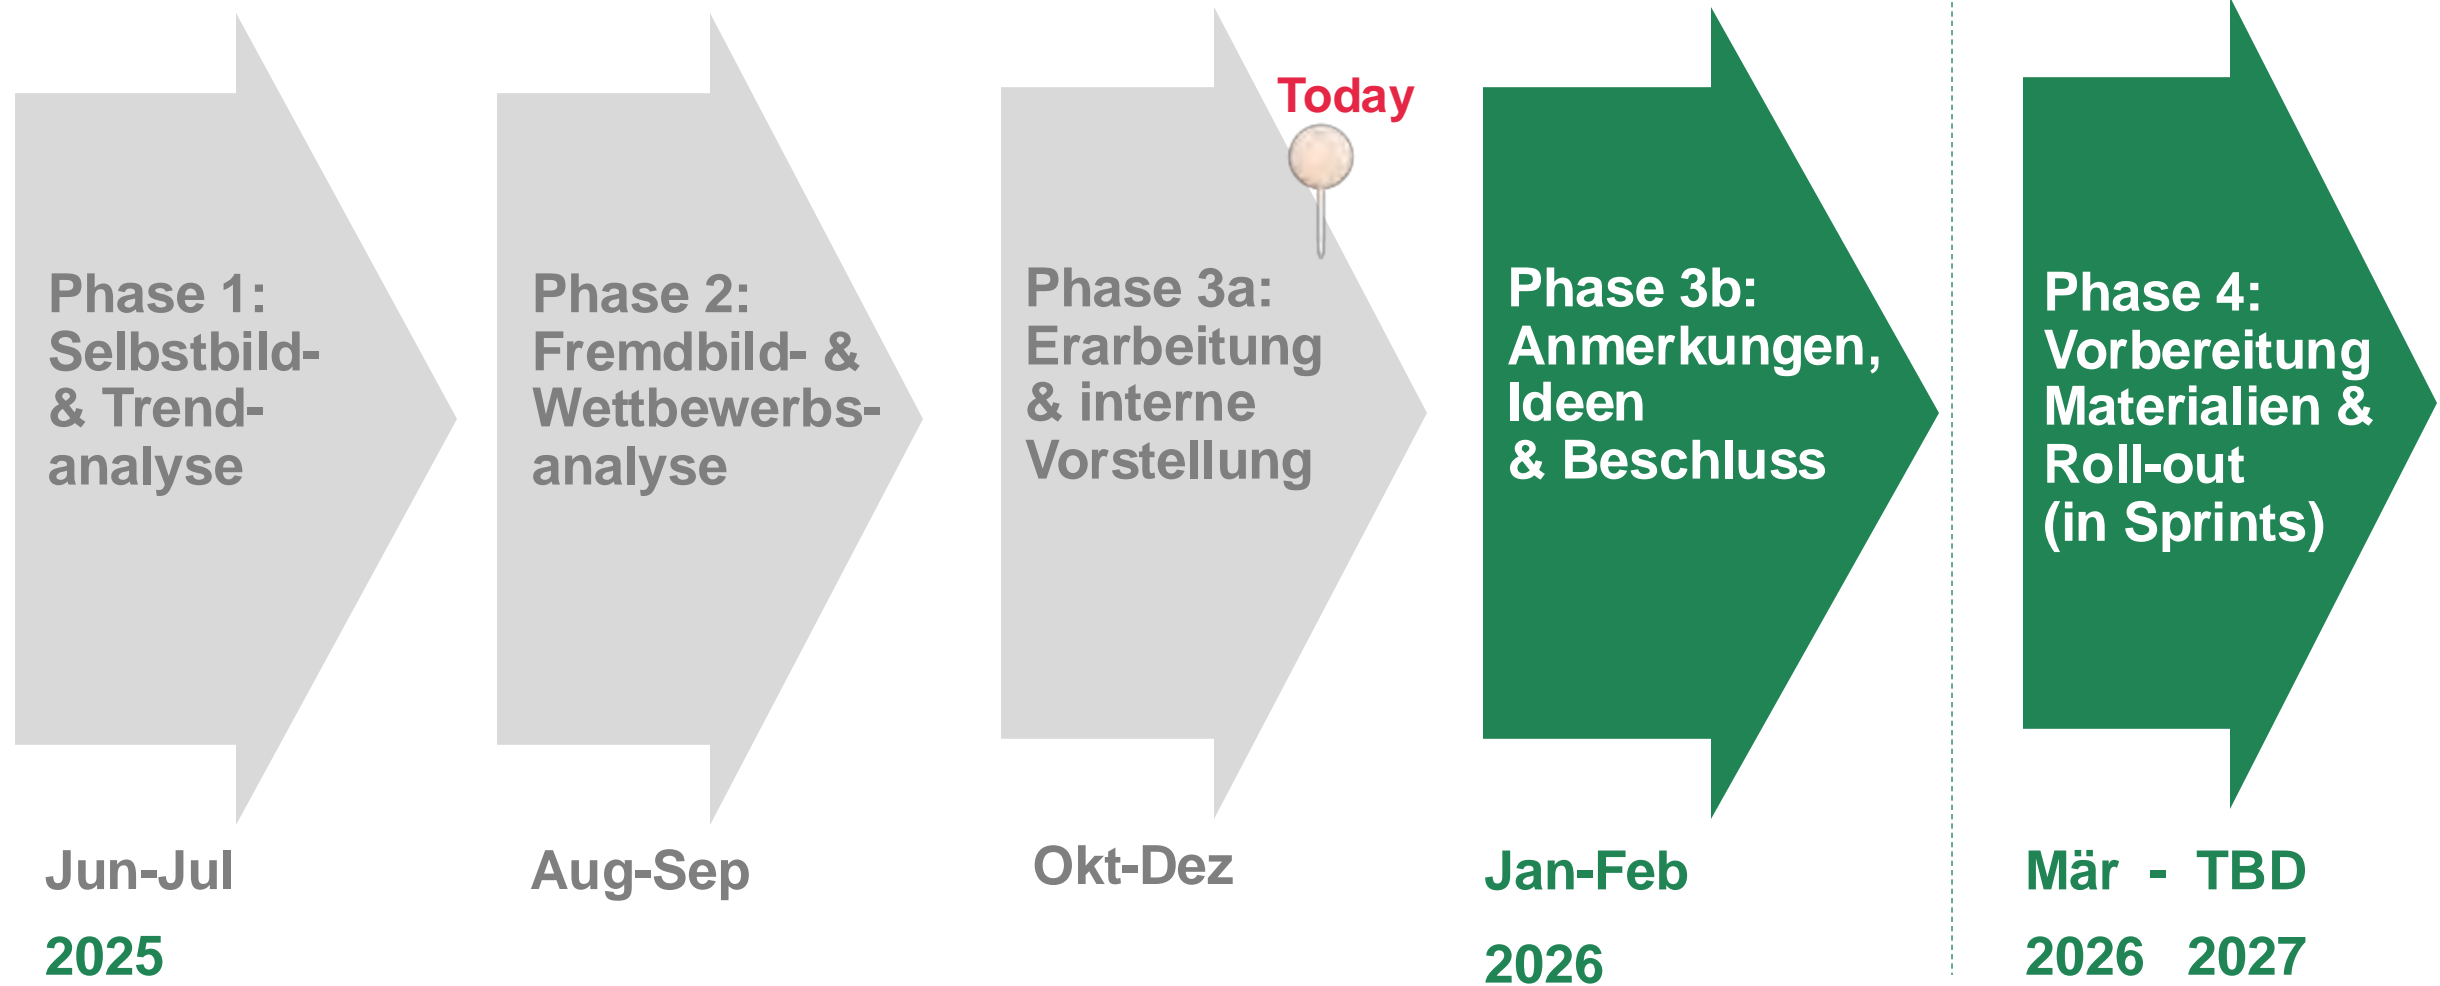 Today
Phase 1:
Selbstbild-
& Trend-
analyse
Phase 2:
Fremdbild- &
Wettbewerbs-
analyse
Phase 3a:
Erarbeitung
& interne
Vorstellung
Phase 3b:
Anmerkungen,
Ideen
& Beschluss
Phase 4:
Vorbereitung
Materialien &
Roll-out
(in Sprints)
Jun-Jul
2025
Aug-Sep
Okt-Dez
Jan-Feb
2026
Mär - TBD
2026 2027